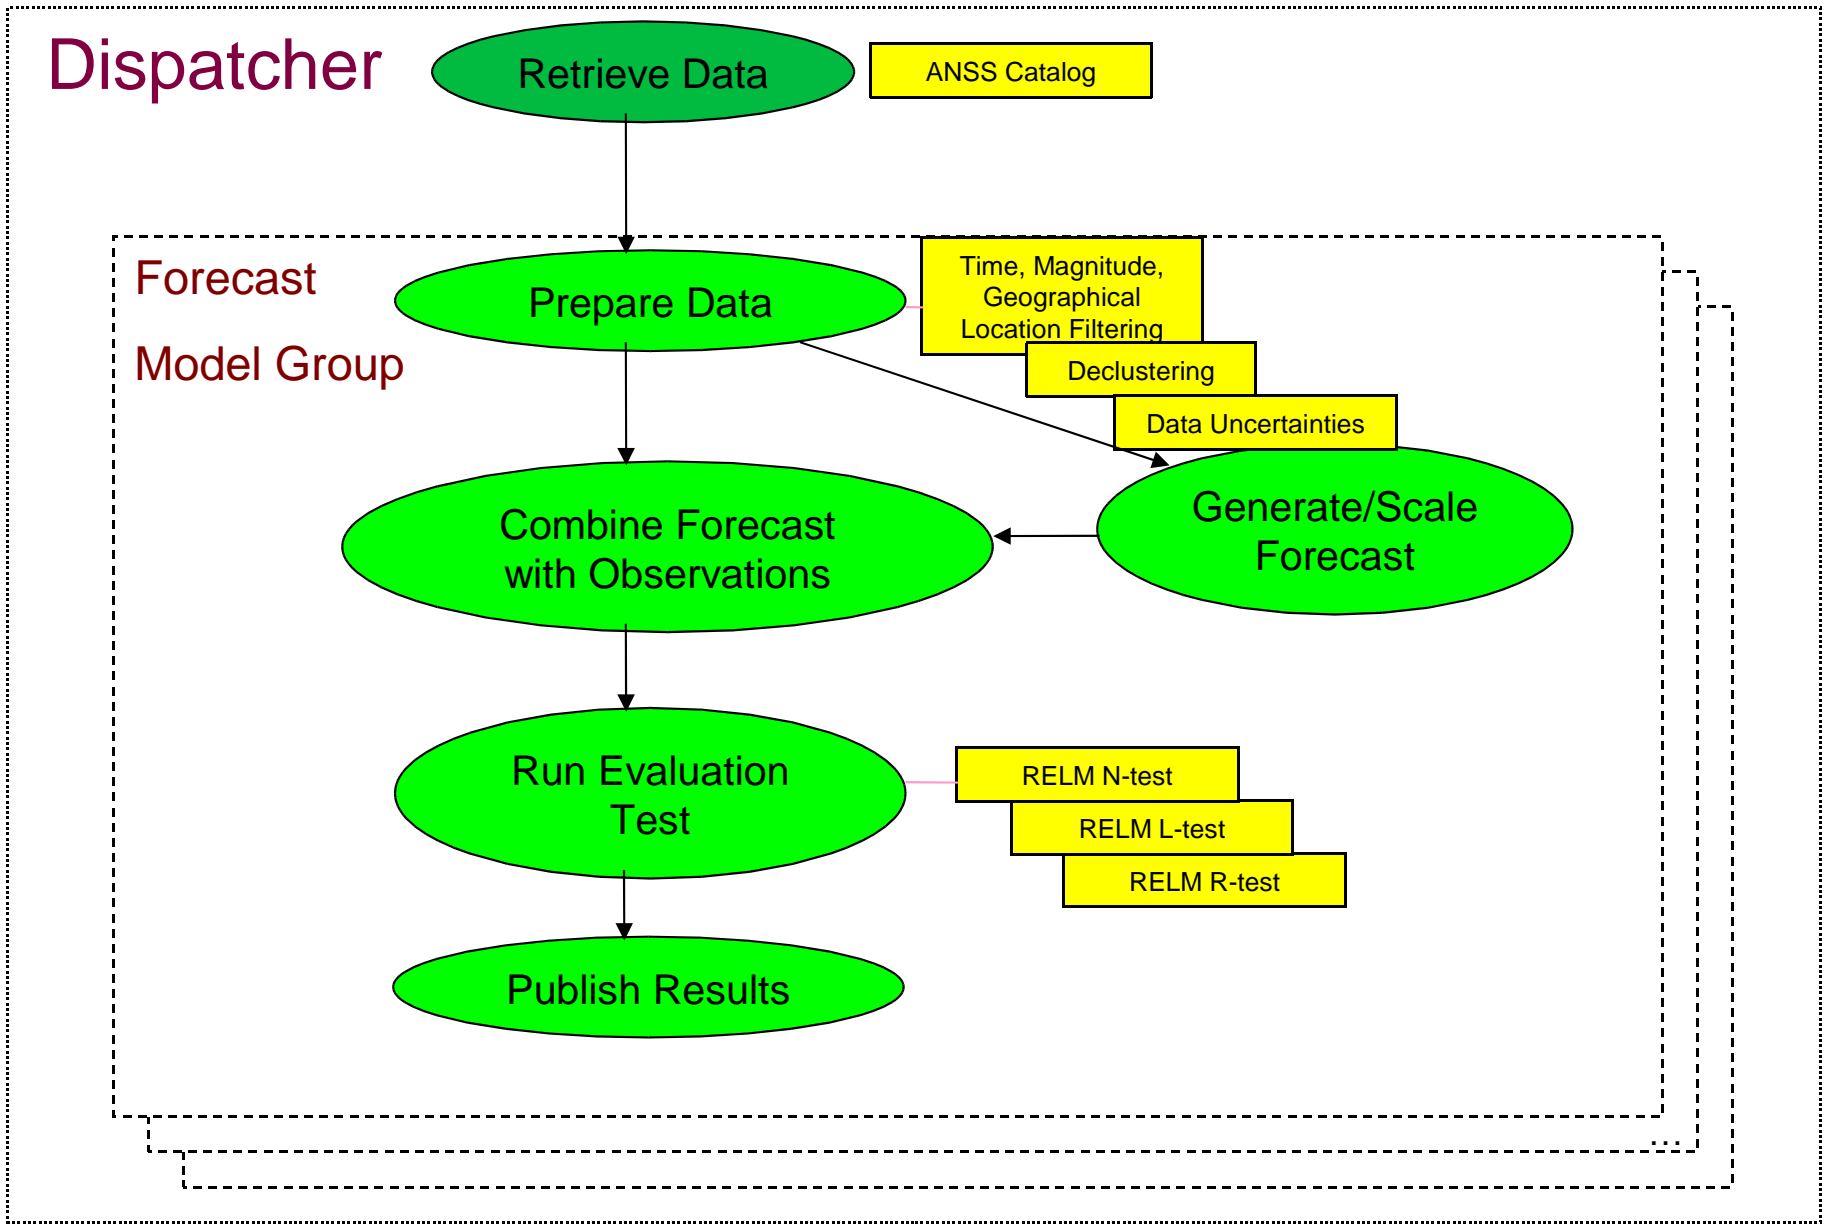 Dispatcher
Retrieve Data
ANSS Catalog
Forecast
Model Group
Prepare Data
Time, Magnitude,
Geographical
Location Filtering
Declustering
Data Uncertainties
Combine Forecast
with Observations
Generate/Scale
Forecast
Run Evaluation
Test
RELM N-test
RELM L-test
RELM R-test
Publish Results
...